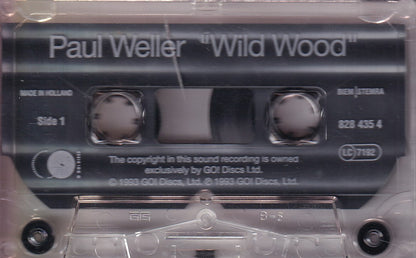 Paul Weller "Wild Wood"
MADE IN HOLLAND
BIEM STEMRA
Side 1
828 435 4
LC 7192
The copyright in this sound recording is owned
exclusively by GO! Discs Ltd.
℗ 1993 GO! Discs, Ltd. © 1993 GO! Discs, Ltd.